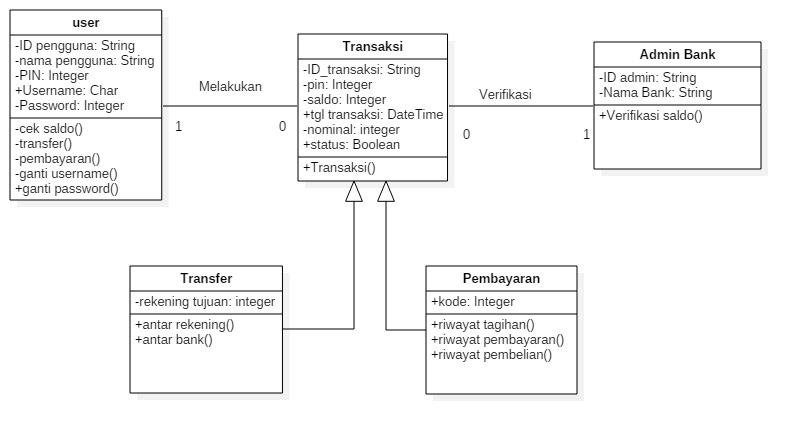 user
-ID pengguna: String
-nama pengguna: String
-PIN: Integer
+Username: Char
-Password: Integer
-cek saldo()
-transfer()
-pembayaran()
-ganti username()
+ganti password()
Melakukan
1
0
Transaksi
-ID_transaksi: String
-pin: Integer
-saldo: Integer
+tgl transaksi: DateTime
-nominal: integer
+status: Boolean
+Transaksi()
Verifikasi
0
1
Admin Bank
-ID admin: String
-Nama Bank: String
+Verifikasi saldo()
Transfer
-rekening tujuan: integer
+antar rekening()
+antar bank()
Pembayaran
+kode: Integer
+riwayat tagihan()
+riwayat pembayaran()
+riwayat pembelian()